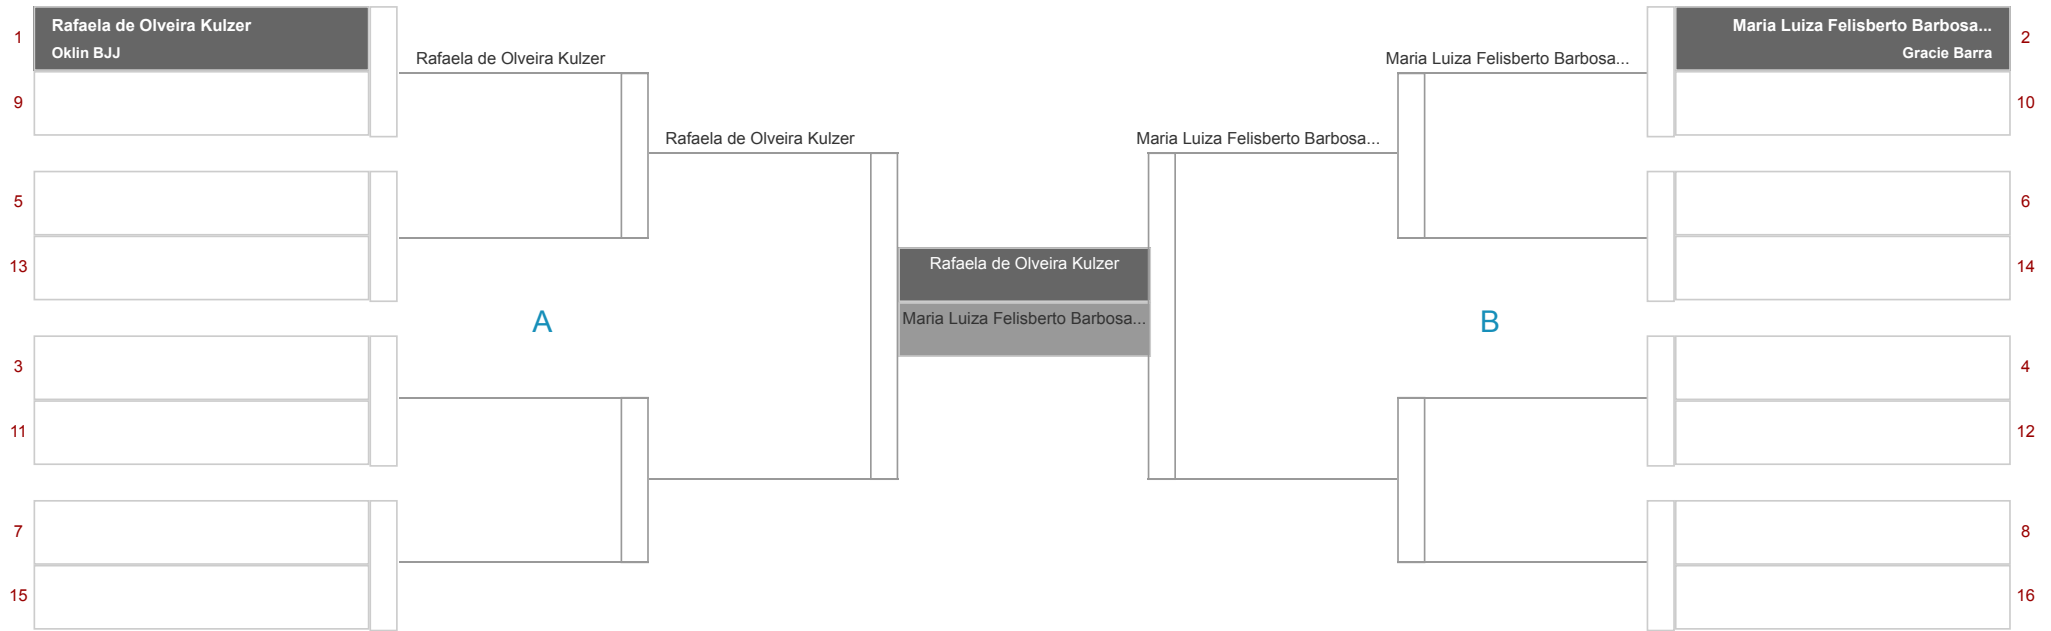 1
Rafaela de Olveira Kulzer
Oklin BJJ
9
Rafaela de Olveira Kulzer
5
13
Rafaela de Olveira Kulzer
A
3
11
7
15
Rafaela de Olveira Kulzer
Maria Luiza Felisberto Barbosa...
Maria Luiza Felisberto Barbosa...
Maria Luiza Felisberto Barbosa...
B
Maria Luiza Felisberto Barbosa...
Gracie Barra
2
10
6
14
4
12
8
16